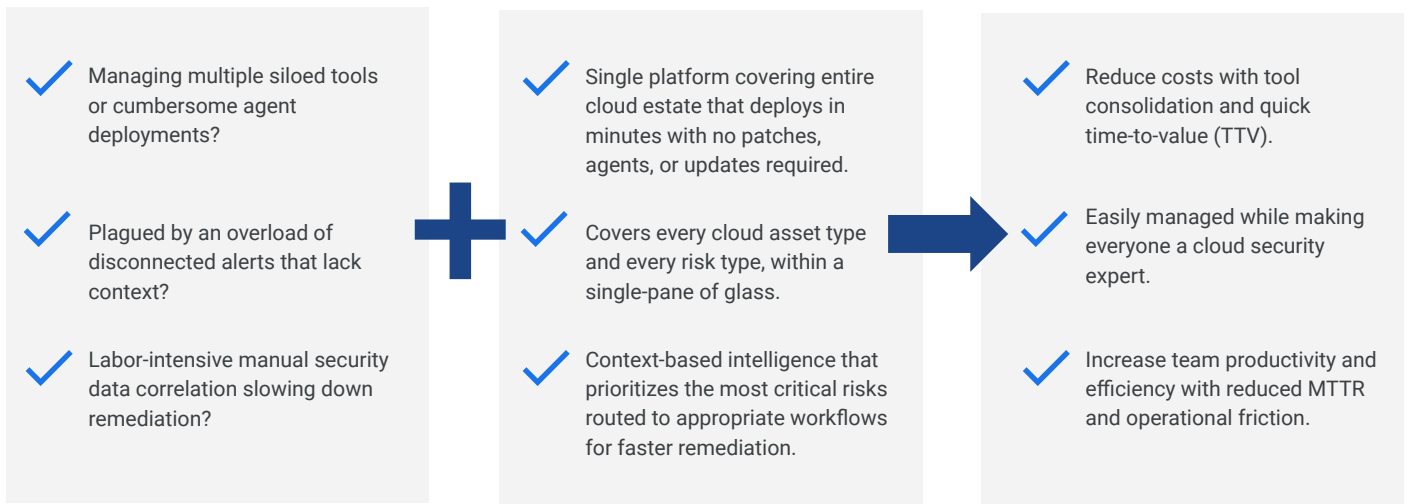 Managing multiple siloed tools
or cumbersome agent
deployments?
Plagued by an overload of
disconnected alerts that lack
context?
Labor-intensive manual security
data correlation slowing down
remediation?
Single platform covering entire
cloud estate that deploys in
minutes with no patches,
agents, or updates required.
Covers every cloud asset type
and every risk type, within a
single-pane of glass.
Context-based intelligence that
prioritizes the most critical risks
routed to appropriate workflows
for faster remediation.
Reduce costs with tool
consolidation and quick
time-to-value (TTV).
Easily managed while making
everyone a cloud security
expert.
Increase team productivity and
efficiency with reduced MTTR
and operational friction.